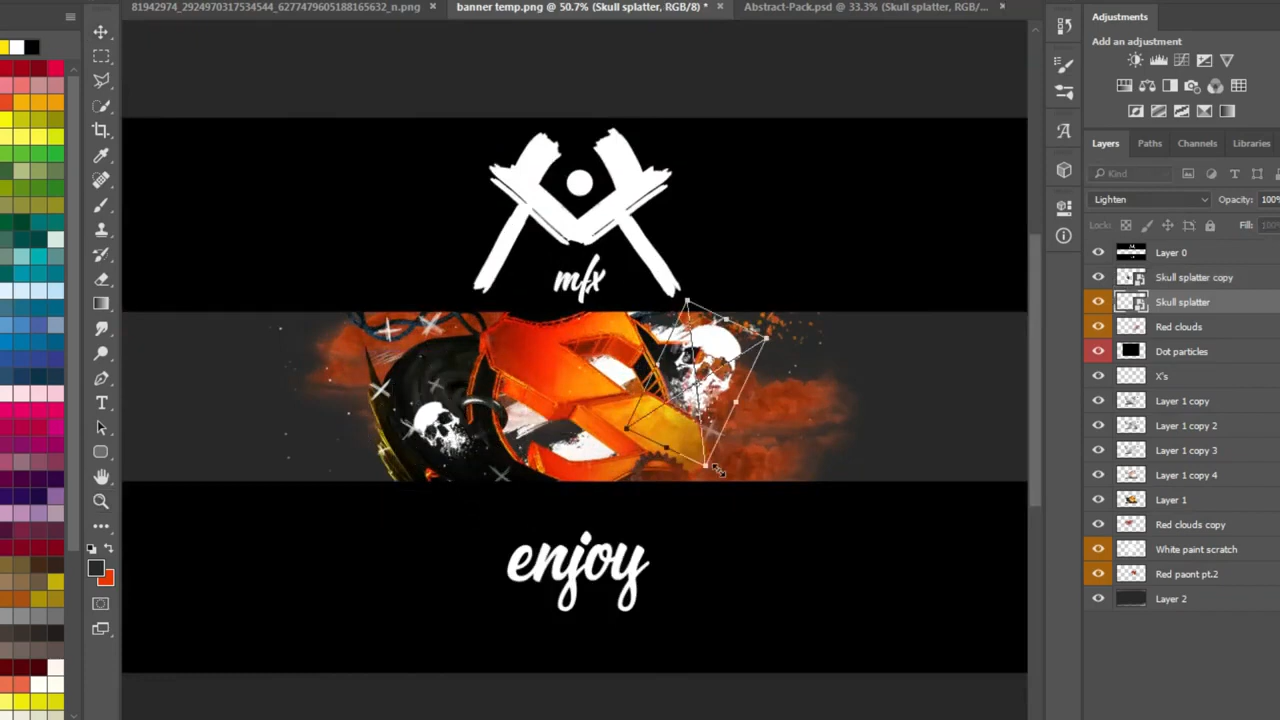 81942974_2924970317534544_6277479605188165632_n.png × banner temp.png @ 50.7% (Skull splatter, RGB/8) * × Abstract-Pack.psd @ 33.3% (Skull splatter, RGB/... ×
Adjustments
Add an adjustment
Layers Paths Channels Libraries
Kind
Lighten Opacity: 100%
Lock: Fill: 100
Layer 0
Skull splatter copy
Skull splatter
Red clouds
Dot particles
X's
Layer 1 copy
Layer 1 copy 2
Layer 1 copy 3
Layer 1 copy 4
Layer 1
Red clouds copy
White paint scratch
Red paont pt.2
Layer 2
mfx
enjoy